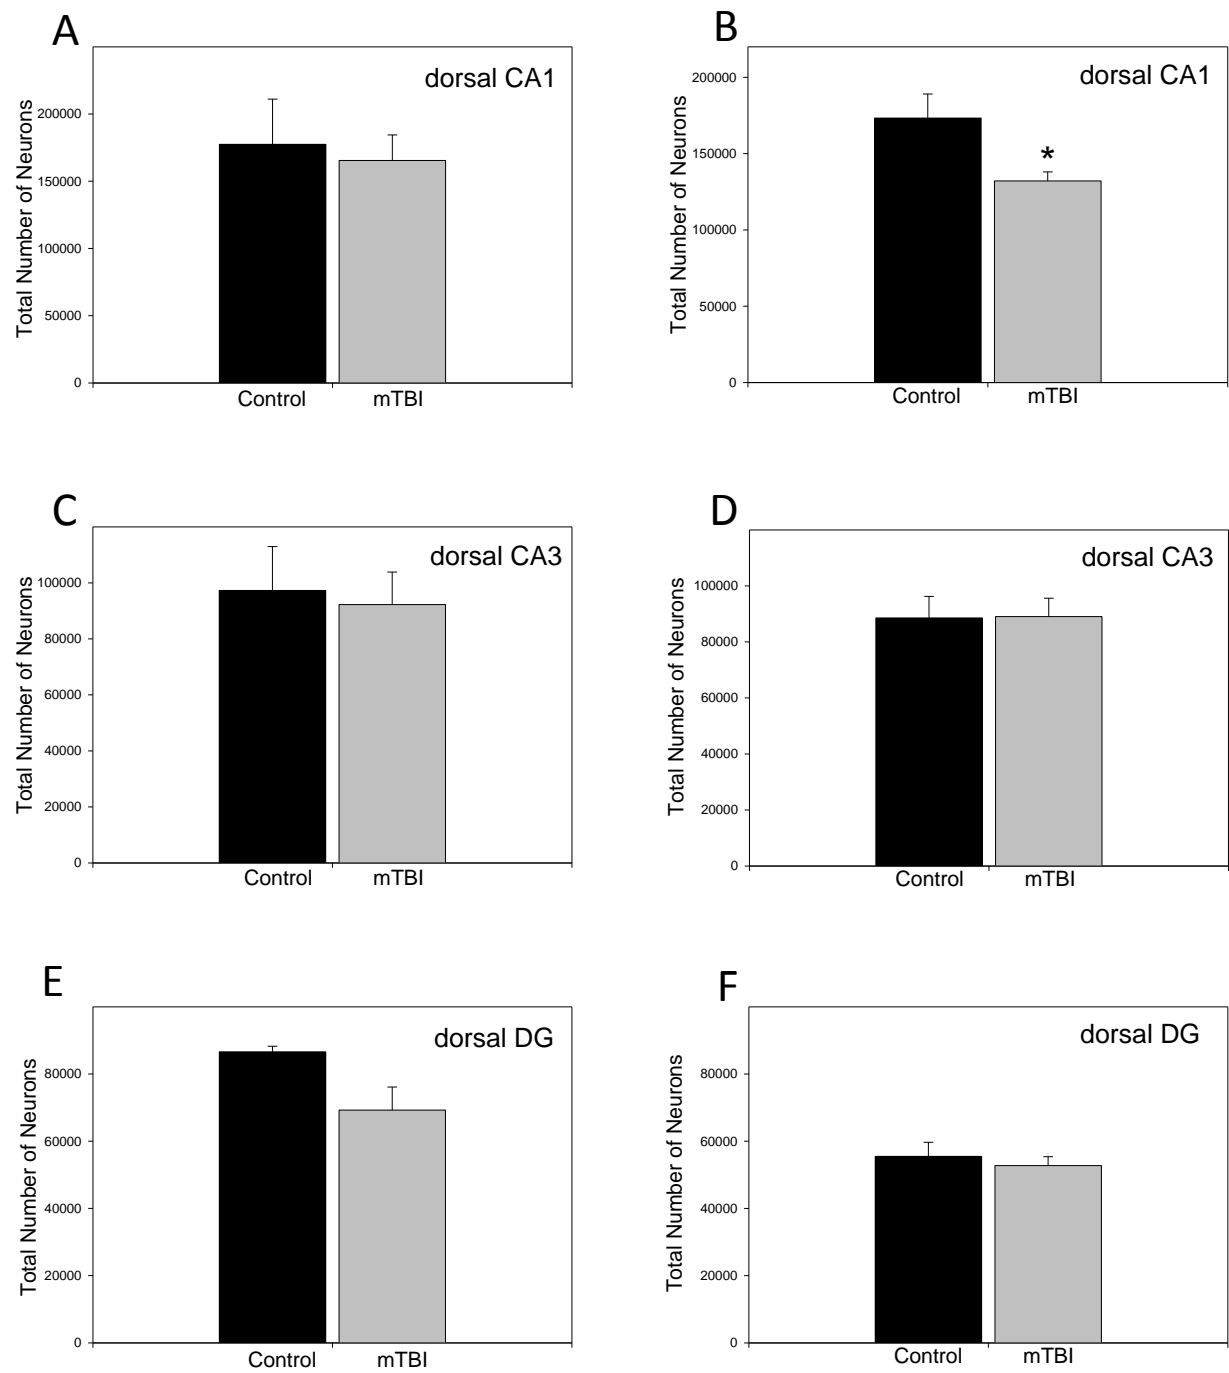 A
dorsal CA1
Total Number of Neurons
200000
150000
100000
50000
0
Control
mTBI
B
dorsal CA1
Total Number of Neurons
200000
150000
*
100000
50000
0
Control
mTBI
C
dorsal CA3
Total Number of Neurons
100000
80000
60000
40000
20000
0
Control
mTBI
D
dorsal CA3
Total Number of Neurons
100000
80000
60000
40000
20000
0
Control
mTBI
E
dorsal DG
Total Number of Neurons
80000
60000
40000
20000
0
Control
mTBI
F
dorsal DG
Total Number of Neurons
80000
60000
40000
20000
0
Control
mTBI